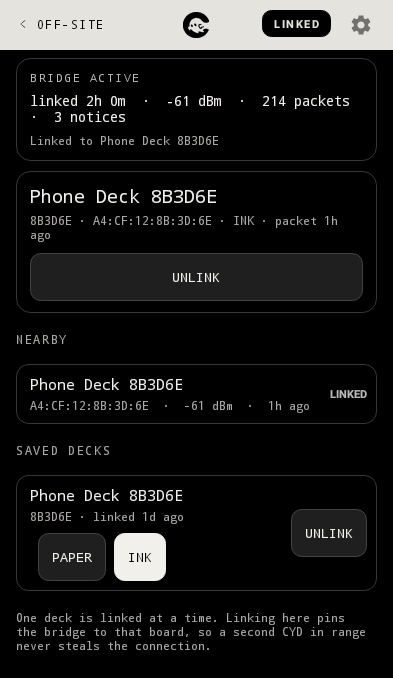 OFF-SITE
LINKED
BRIDGE ACTIVE
linked 2h 0m · -61 dBm · 214 packets
· 3 notices
Linked to Phone Deck 8B3D6E
Phone Deck 8B3D6E
8B3D6E · A4:CF:12:8B:3D:6E · INK · packet 1h
ago
UNLINK
NEARBY
Phone Deck 8B3D6E
A4:CF:12:8B:3D:6E · -61 dBm · 1h ago
LINKED
SAVED DECKS
Phone Deck 8B3D6E
8B3D6E · linked 1d ago
PAPER
INK
UNLINK
One deck is linked at a time. Linking here pins
the bridge to that board, so a second CYD in range
never steals the connection.